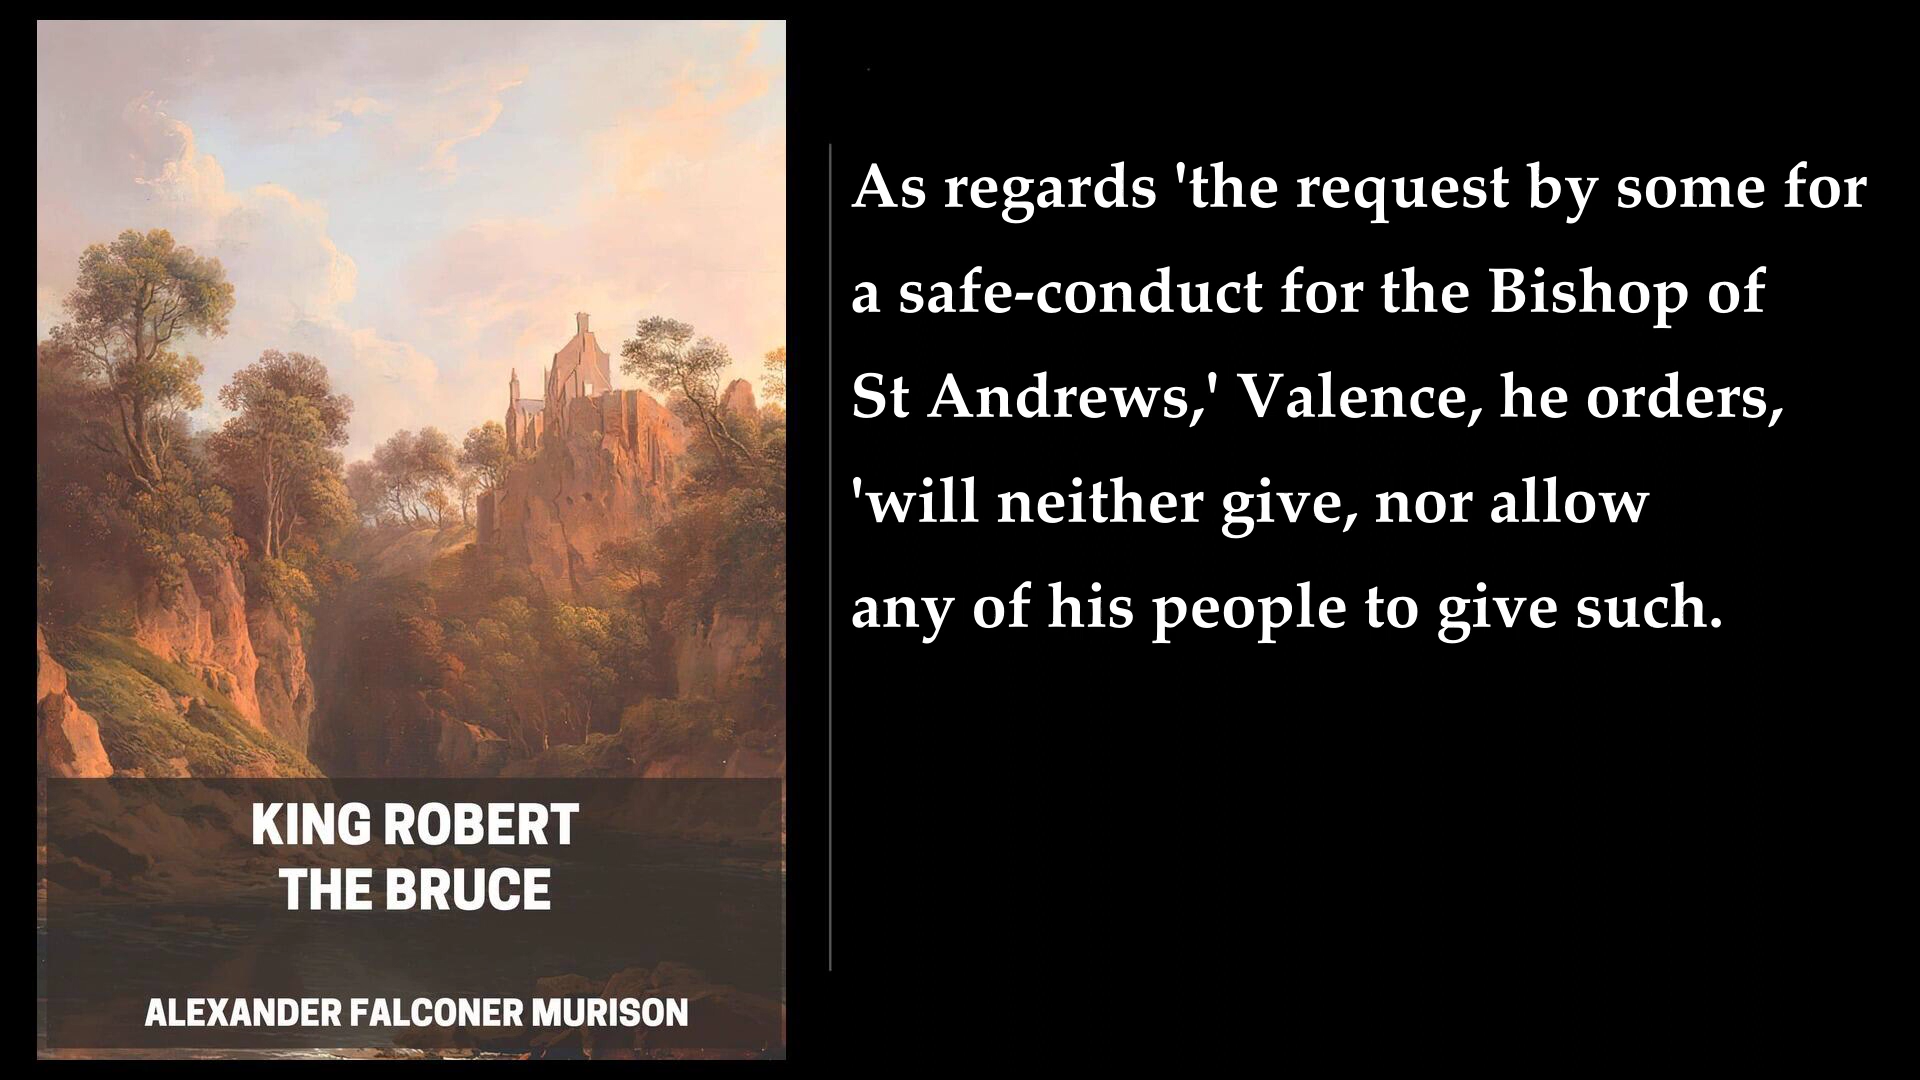 KING ROBERT
THE BRUCE
ALEXANDER FALCONER MURISON
As regards 'the request by some for
a safe-conduct for the Bishop of
St Andrews,' Valence, he orders,
'will neither give, nor allow
any of his people to give such.